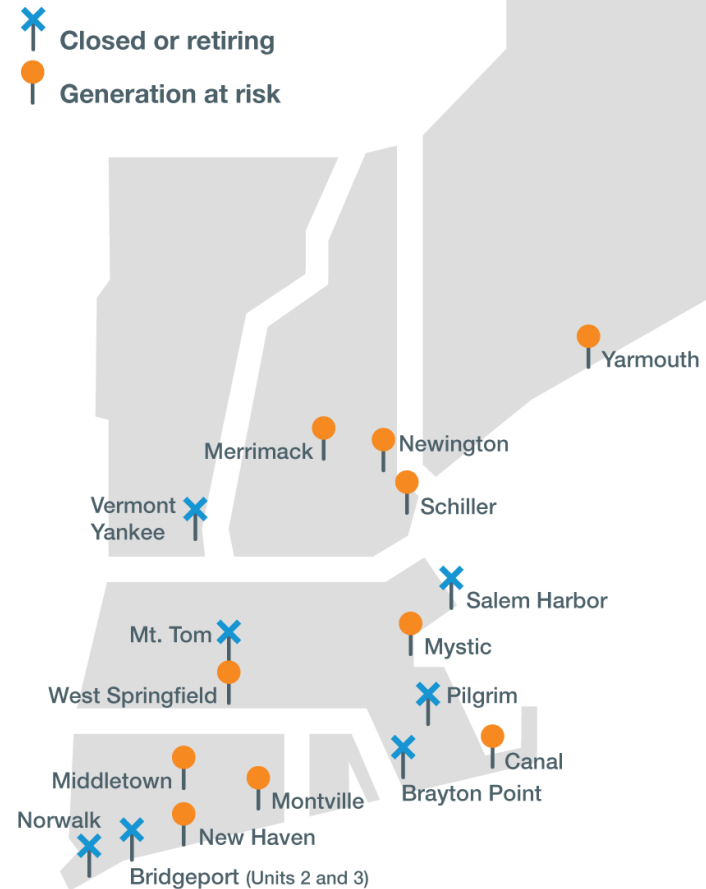 Closed or retiring
Generation at risk
Yarmouth
Merrimack
Newington
Schiller
Vermont
Yankee
Salem Harbor
Mt. Tom
Mystic
West Springfield
Pilgrim
Canal
Middletown
Brayton Point
Montville
Norwalk
New Haven
Bridgeport (Units 2 and 3)